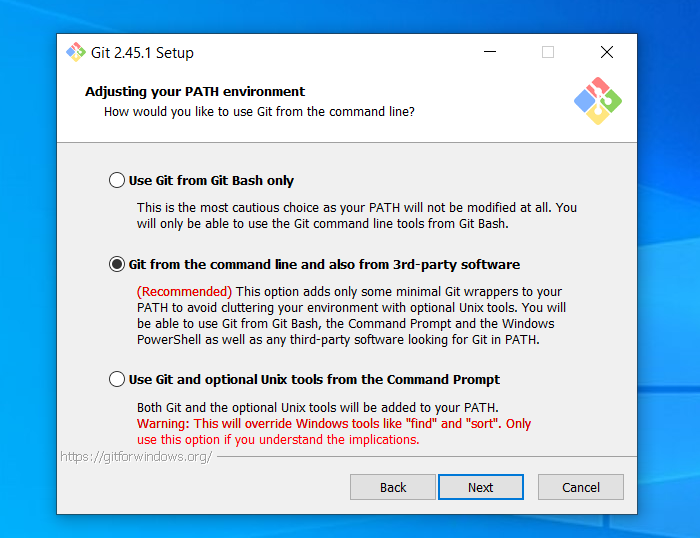 Git 2.45.1 Setup
Adjusting your PATH environment
How would you like to use Git from the command line?
Use Git from Git Bash only
This is the most cautious choice as your PATH will not be modified at all. You
will only be able to use the Git command line tools from Git Bash.
Git from the command line and also from 3rd-party software
(Recommended) This option adds only some minimal Git wrappers to your
PATH to avoid cluttering your environment with optional Unix tools. You will
be able to use Git from Git Bash, the Command Prompt and the Windows
PowerShell as well as any third-party software looking for Git in PATH.
Use Git and optional Unix tools from the Command Prompt
Both Git and the optional Unix tools will be added to your PATH.
Warning: This will override Windows tools like "find" and "sort". Only
use this option if you understand the implications.
https://gitforwindows.org/
Back
Next
Cancel